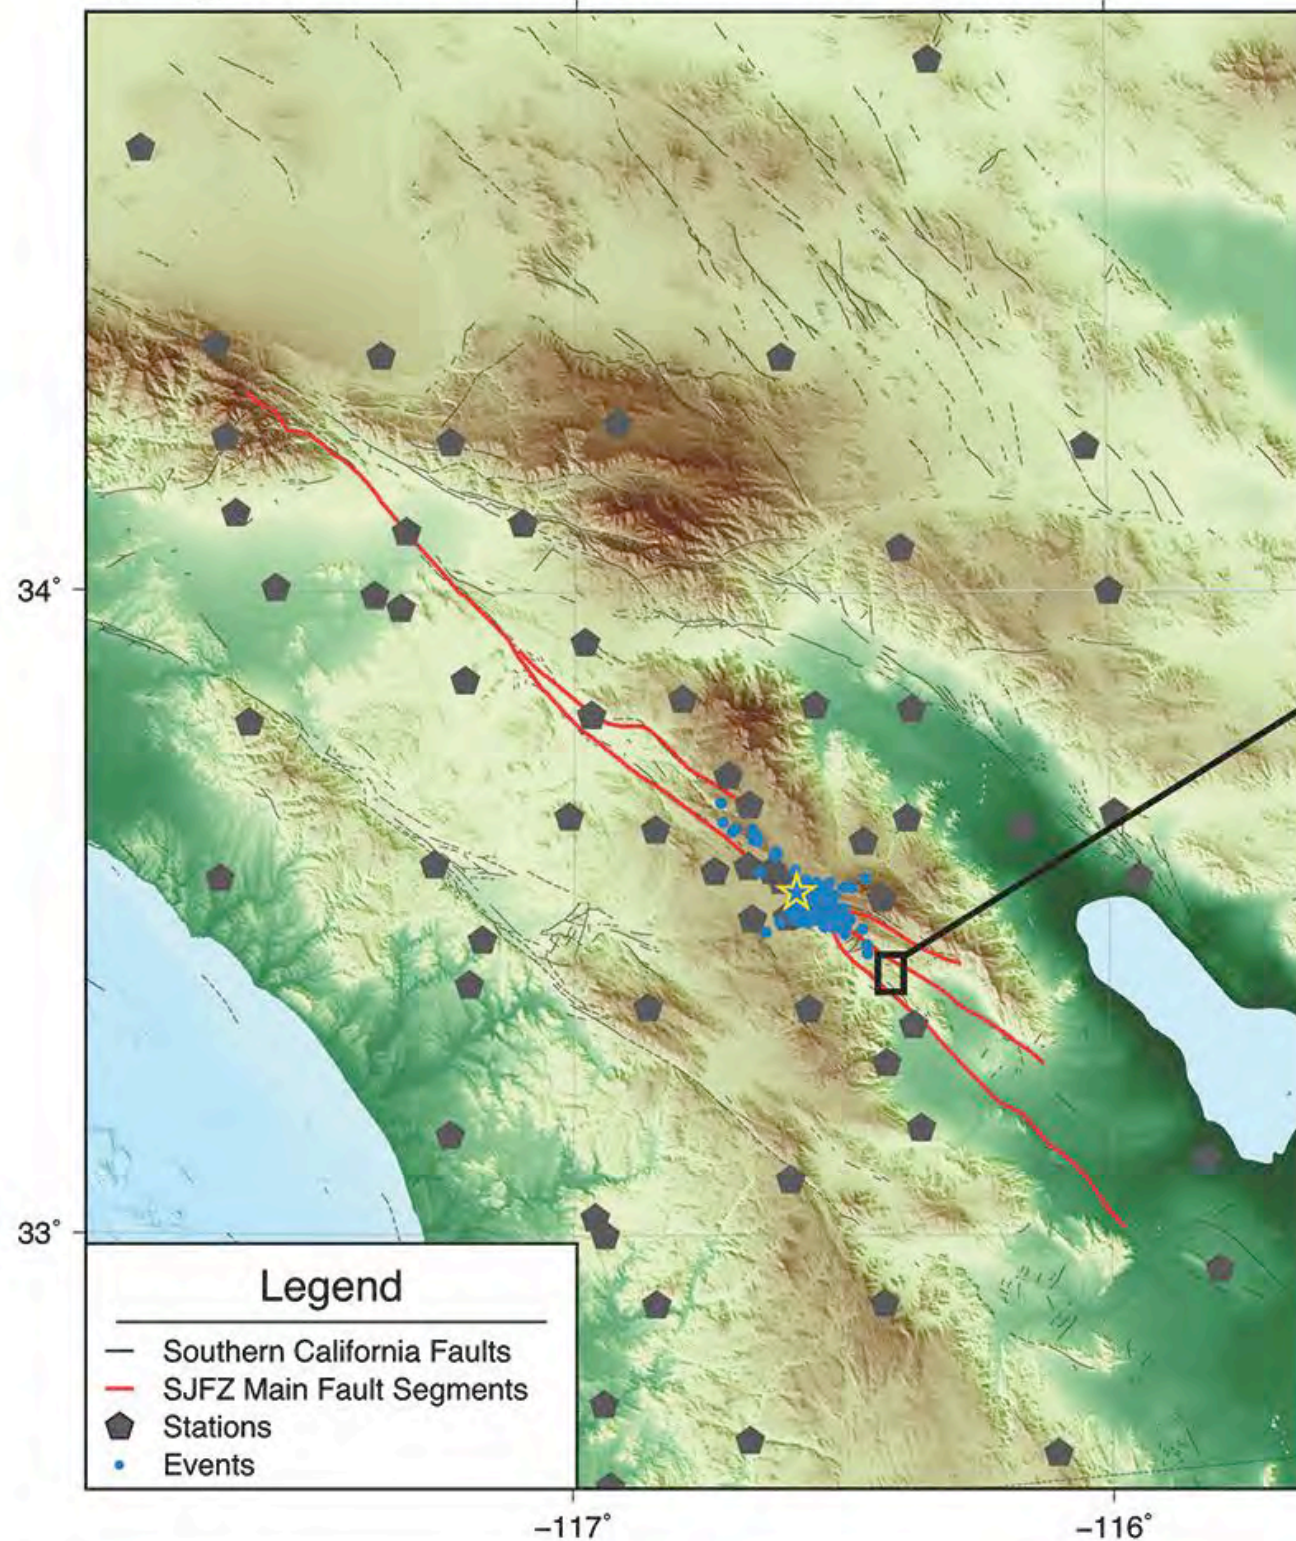 34°
33°
Legend
Southern California Faults
SJFZ Main Fault Segments
Stations
Events
−117°
−116°